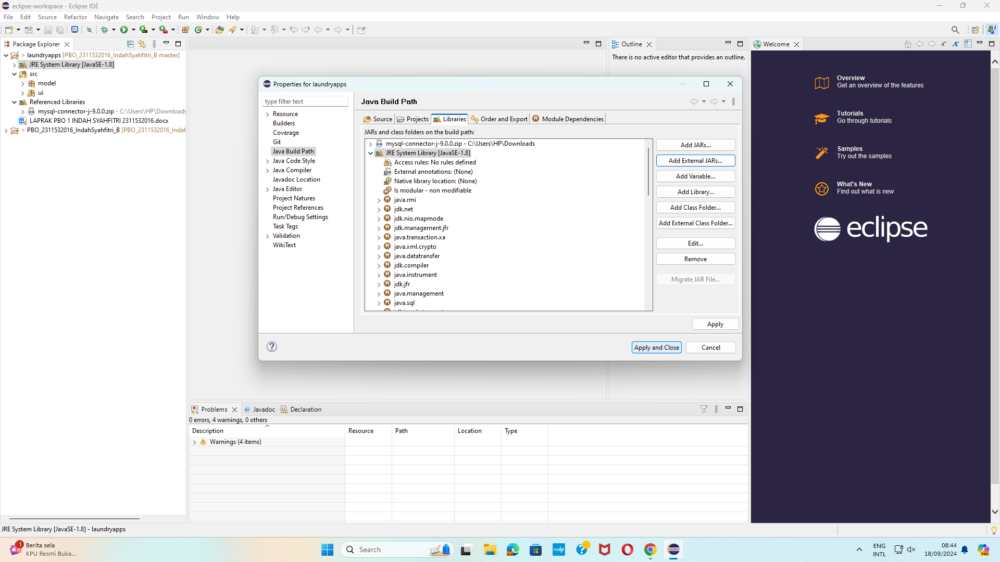 eclipse-workspace - Eclipse IDE
File Edit Source Refactor Navigate Search Project Run Window Help
Package Explorer
> laundryapps [PBO_2311532016_IndahSyahfitri_B master]
JRE System Library [JavaSE-1.8]
src
model
ui
Referenced Libraries
mysql-connector-j-9.0.0.zip - C:\Users\HP\Downloads
LAPRAK PBO 1 INDAH SYAHFITRI 2311532016.docx
> PBO_2311532016_IndahSyahfitri_B [PBO_2311532016_Indah
Outline
There is no active editor that provides an outline.
Welcome
Overview
Get an overview of the features
Tutorials
Go through tutorials
Samples
Try out the samples
What's New
Find out what is new
eclipse
Properties for laundryapps
type filter text
Resource
Builders
Coverage
Git
Java Build Path
Java Code Style
Java Compiler
Javadoc Location
Java Editor
Project Natures
Project References
Run/Debug Settings
Task Tags
Validation
WikiText
Java Build Path
Source Projects Libraries Order and Export Module Dependencies
JARs and class folders on the build path:
mysql-connector-j-9.0.0.zip - C:\Users\HP\Downloads
JRE System Library [JavaSE-1.8]
Access rules: No rules defined
External annotations: (None)
Native library location: (None)
Is modular - non modifiable
java.rmi
jdk.net
jdk.nio.mapmode
jdk.management.jfr
java.transaction.xa
java.xml.crypto
java.datatransfer
jdk.compiler
java.instrument
jdk.jfr
java.management
java.sql
Add JARs...
Add External JARs...
Add Variable...
Add Library...
Add Class Folder...
Add External Class Folder...
Edit...
Remove
Migrate JAR File...
Apply
Apply and Close Cancel
Problems Javadoc Declaration
0 errors, 4 warnings, 0 others
Description Resource Path Location Type
Warnings (4 items)
JRE System Library [JavaSE-1.8] - laundryapps
1
Berita sela
KPU Resmi Buka...
Search
myhp
ENG
INTL
08:44
18/09/2024
PRE